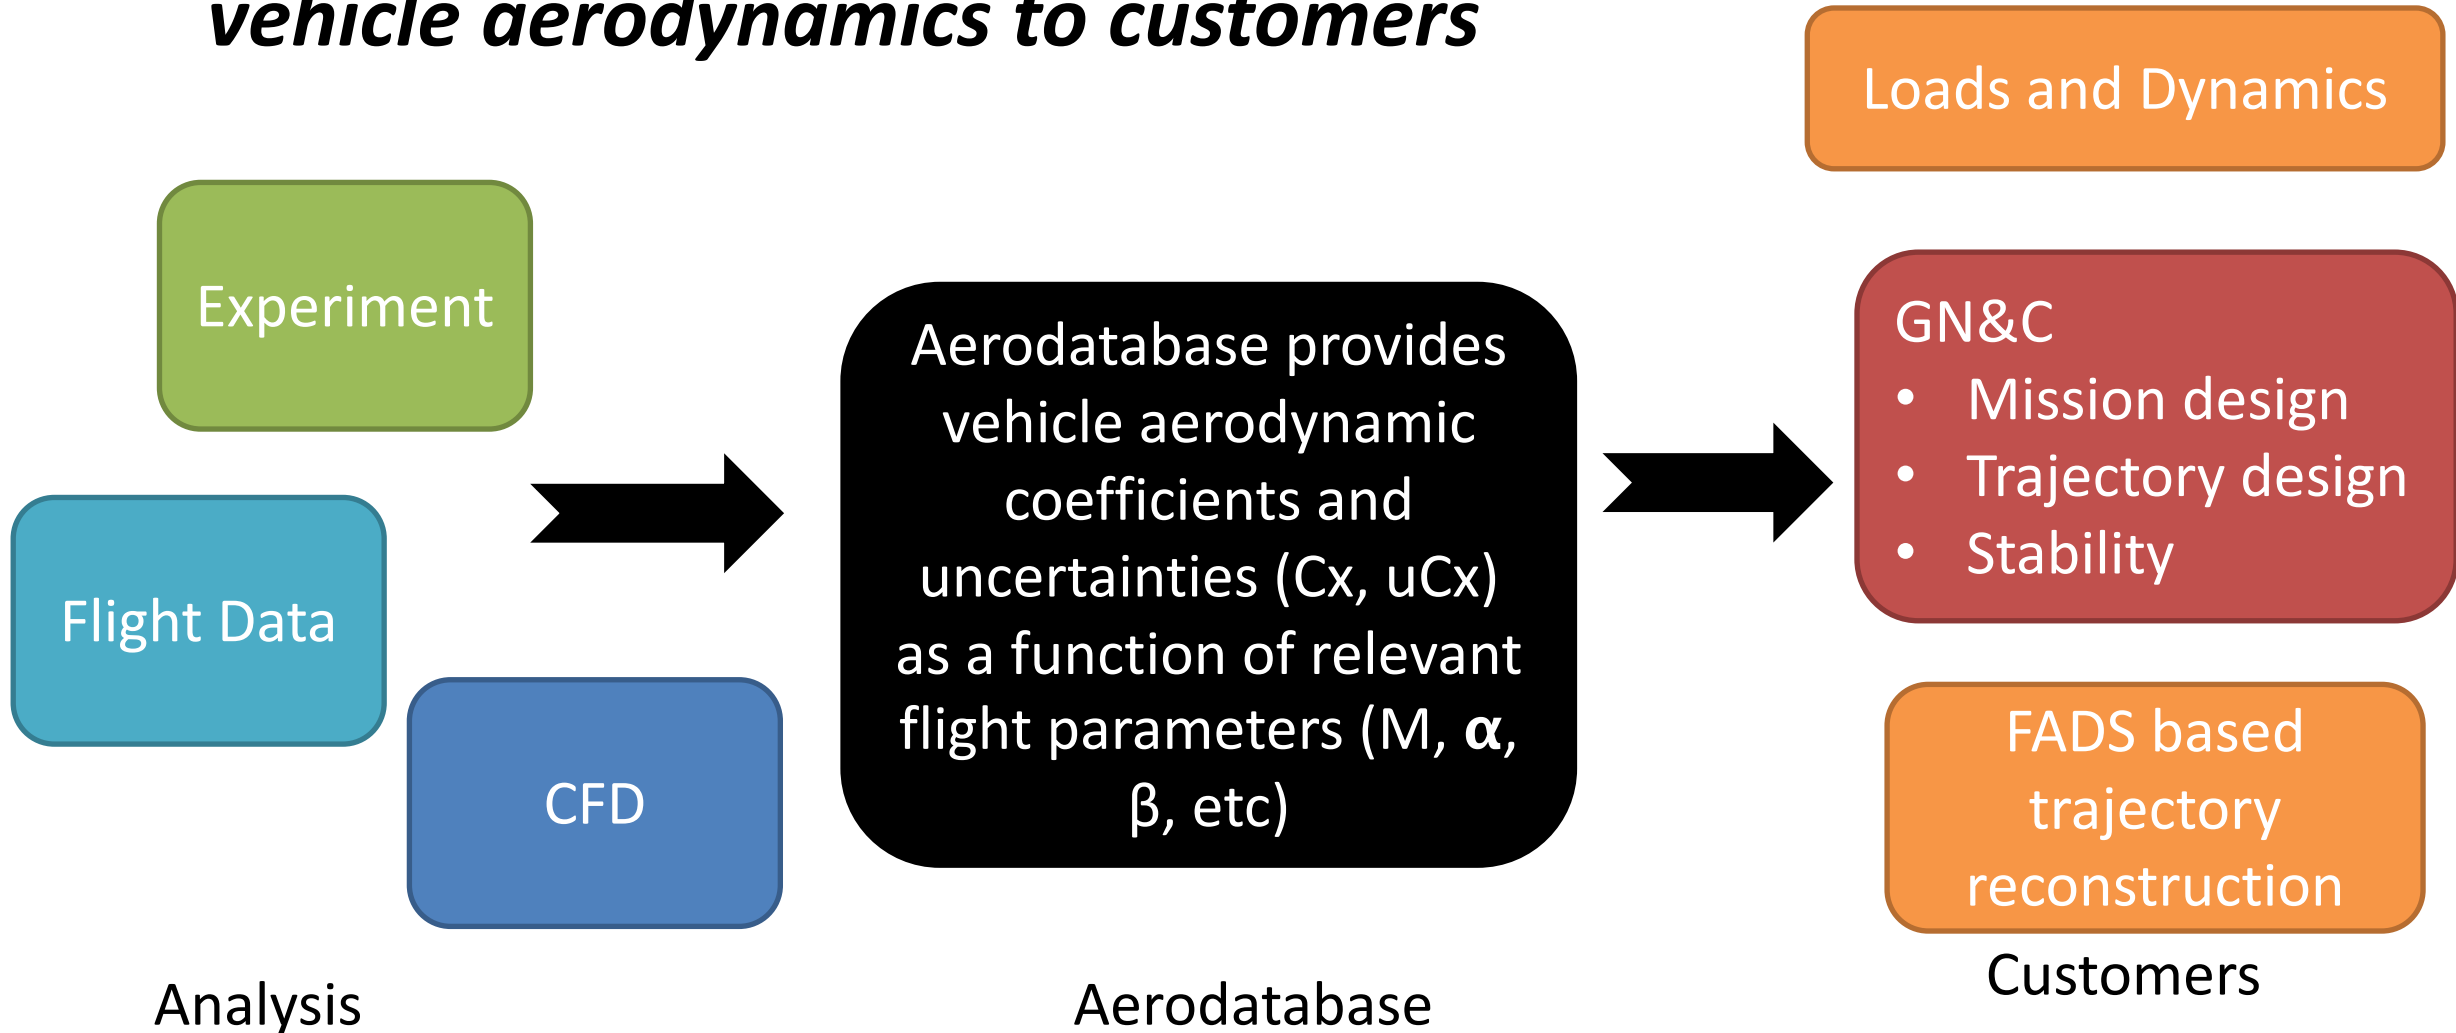 vehicle aerodynamics to customers
Loads and Dynamics
Experiment
Flight Data
CFD
Analysis
Aerodatabase provides
vehicle aerodynamic
coefficients and
uncertainties (Cx, uCx)
as a function of relevant
flight parameters (M, α,
β, etc)
Aerodatabase
GN&C
• Mission design
• Trajectory design
• Stability
FADS based
trajectory
reconstruction
Customers